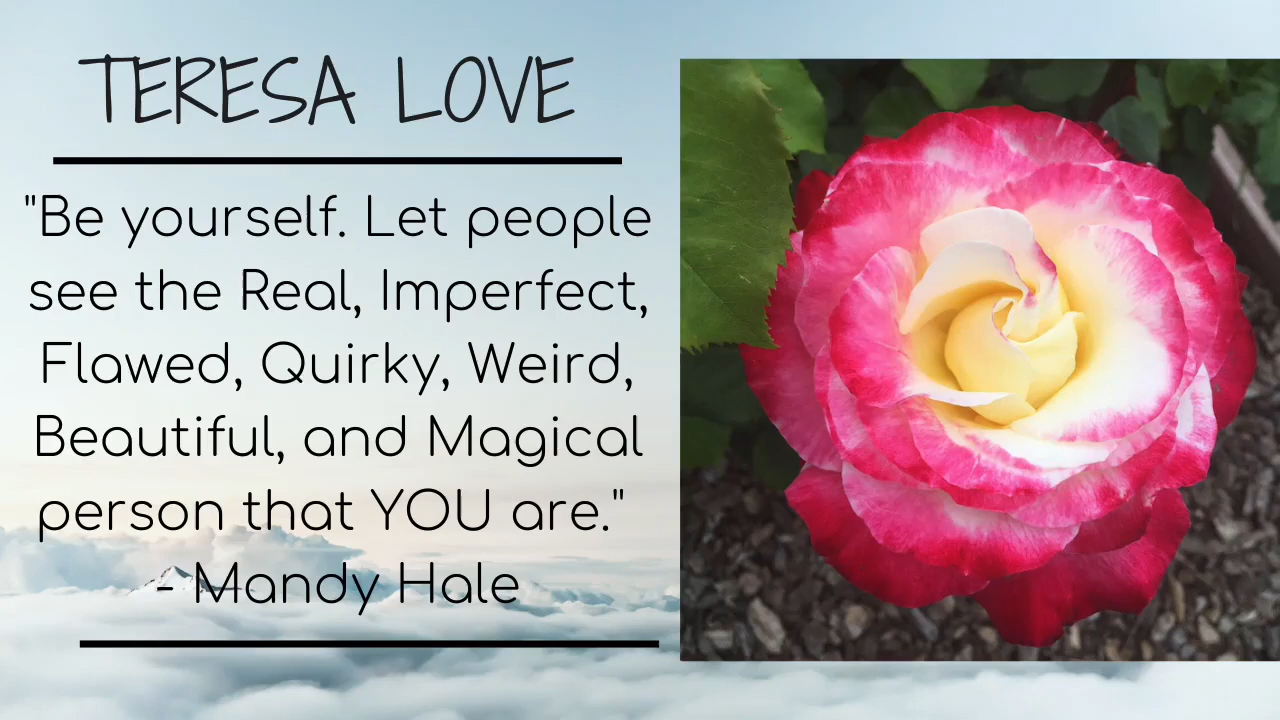 TERESA LOVE
"Be yourself. Let people
see the Real, Imperfect,
Flawed, Quirky, Weird,
Beautiful, and Magical
person that YOU are."
- Mandy Hale